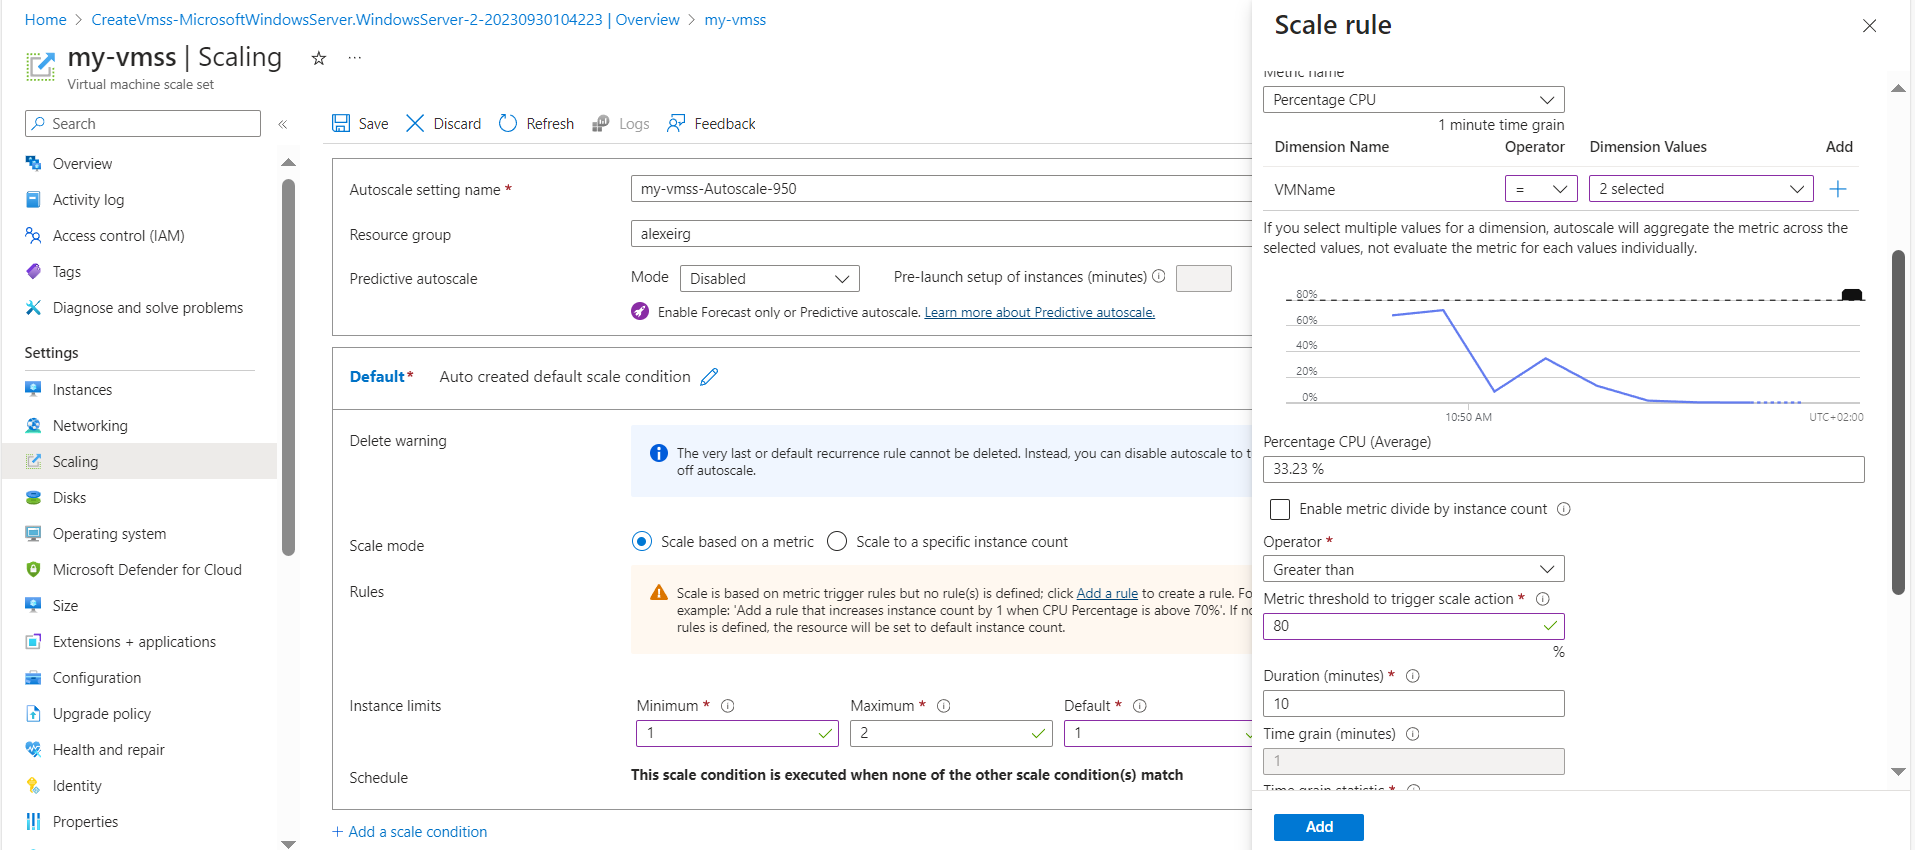 Home > CreateVmss-MicrosoftWindowsServer.WindowsServer-2-20230930104223 | Overview > my-vmss
my-vmss | Scaling
Virtual machine scale set
Search
Overview
Activity log
Access control (IAM)
Tags
Diagnose and solve problems
Settings
Instances
Networking
Scaling
Disks
Operating system
Microsoft Defender for Cloud
Size
Extensions + applications
Configuration
Upgrade policy
Health and repair
Identity
Properties
Save Discard Refresh Logs Feedback
Autoscale setting name * my-vmss-Autoscale-950
Resource group alexeirg
Predictive autoscale Mode Disabled Pre-launch setup of instances (minutes)
Enable Forecast only or Predictive autoscale. Learn more about Predictive autoscale.
Default* Auto created default scale condition
Delete warning
The very last or default recurrence rule cannot be deleted. Instead, you can disable autoscale to t
off autoscale.
Scale mode Scale based on a metric Scale to a specific instance count
Rules
Scale is based on metric trigger rules but no rule(s) is defined; click Add a rule to create a rule. Fo
example: 'Add a rule that increases instance count by 1 when CPU Percentage is above 70%'. If no
rules is defined, the resource will be set to default instance count.
Instance limits Minimum * Maximum * Default *
1 2 1
Schedule This scale condition is executed when none of the other scale condition(s) match
+ Add a scale condition
Scale rule
Metric name
Percentage CPU
1 minute time grain
Dimension Name Operator Dimension Values Add
VMName = 2 selected
If you select multiple values for a dimension, autoscale will aggregate the metric across the
selected values, not evaluate the metric for each values individually.
80%
60%
40%
20%
0%
10:50 AM UTC+02:00
Percentage CPU (Average)
33.23 %
Enable metric divide by instance count
Operator *
Greater than
Metric threshold to trigger scale action *
80
%
Duration (minutes) *
10
Time grain (minutes)
1
Time grain statistic *
Add